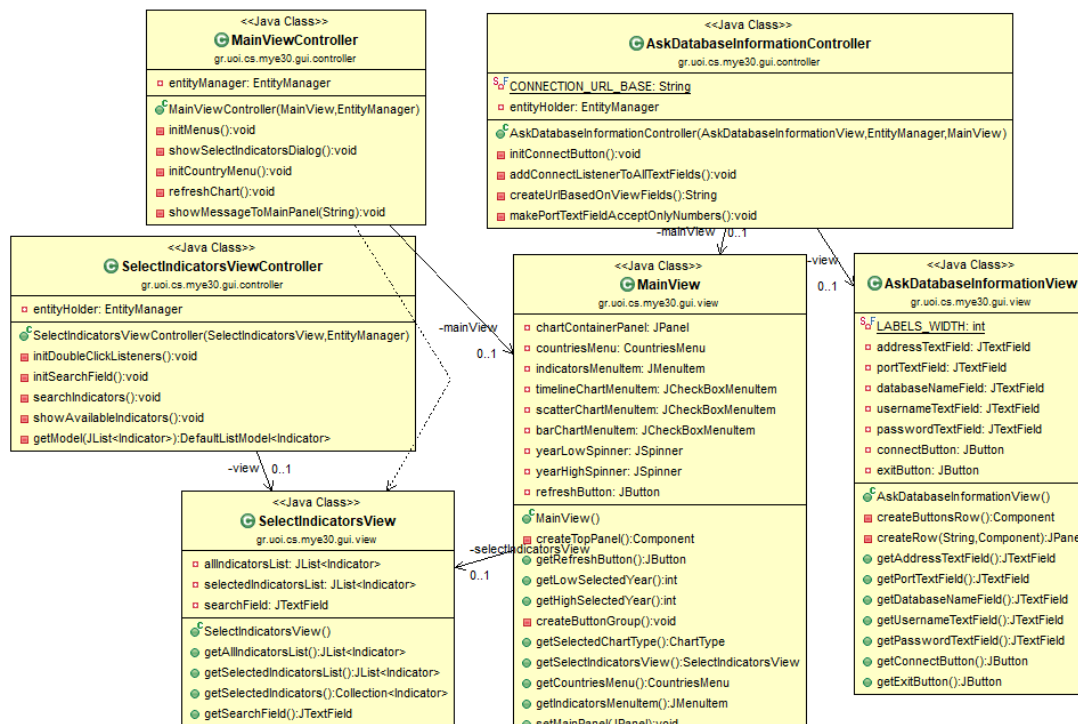 <<Java Class>>
MainViewController
gr.uoi.cs.mye30.gui.controller
entityManager: EntityManager
MainViewController(MainView,EntityManager)
initMenus():void
showSelectIndicatorsDialog():void
initCountryMenu():void
refreshChart():void
showMessageToMainPanel(String):void
<<Java Class>>
AskDatabaseInformationController
gr.uoi.cs.mye30.gui.controller
CONNECTION_URL_BASE: String
entityHolder: EntityManager
AskDatabaseInformationController(AskDatabaseInformationView,EntityManager,MainView)
initConnectButton():void
addConnectListenerToAllTextFields():void
createUrlBasedOnViewFields():String
makePortTextFieldAcceptOnlyNumbers():void
-mainView 0..1
-view
0..1
<<Java Class>>
SelectIndicatorsViewController
gr.uoi.cs.mye30.gui.controller
entityHolder: EntityManager
SelectIndicatorsViewController(SelectIndicatorsView,EntityManager)
initDoubleClickListeners():void
initSearchField():void
searchIndicators():void
showAvailableIndicators():void
getModel(JList<Indicator>):DefaultListModel<Indicator>
-mainView
0..1
-view 0..1
<<Java Class>>
MainView
gr.uoi.cs.mye30.gui.view
chartContainerPanel: JPanel
countriesMenu: CountriesMenu
indicatorsMenuItem: JMenuItem
timelineChartMenuItem: JCheckBoxMenuItem
scatterChartMenuItem: JCheckBoxMenuItem
barChartMenuItem: JCheckBoxMenuItem
yearLowSpinner: JSpinner
yearHighSpinner: JSpinner
refreshButton: JButton
MainView()
createTopPanel():Component
getRefreshButton():JButton
getLowSelectedYear():int
getHighSelectedYear():int
createButtonGroup():void
getSelectedChartType():ChartType
getSelectIndicatorsView():SelectIndicatorsView
getCountriesMenu():CountriesMenu
getIndicatorsMenuItem():JMenuItem
setMainPanel(JPanel):void
<<Java Class>>
AskDatabaseInformationView
gr.uoi.cs.mye30.gui.view
LABELS_WIDTH: int
addressTextField: JTextField
portTextField: JTextField
databaseNameField: JTextField
usernameTextField: JTextField
passwordTextField: JTextField
connectButton: JButton
exitButton: JButton
AskDatabaseInformationView()
createButtonsRow():Component
createRow(String,Component):JPane
getAddressTextField():JTextField
getPortTextField():JTextField
getDatabaseNameField():JTextField
getUsernameTextField():JTextField
getPasswordTextField():JTextField
getConnectButton():JButton
getExitButton():JButton
<<Java Class>>
SelectIndicatorsView
gr.uoi.cs.mye30.gui.view
allIndicatorsList: JList<Indicator>
selectedIndicatorsList: JList<Indicator>
searchField: JTextField
SelectIndicatorsView()
getAllIndicatorsList():JList<Indicator>
getSelectedIndicatorsList():JList<Indicator>
getSelectedIndicators():Collection<Indicator>
getSearchField():JTextField
-selectIndicatorsView
0..1